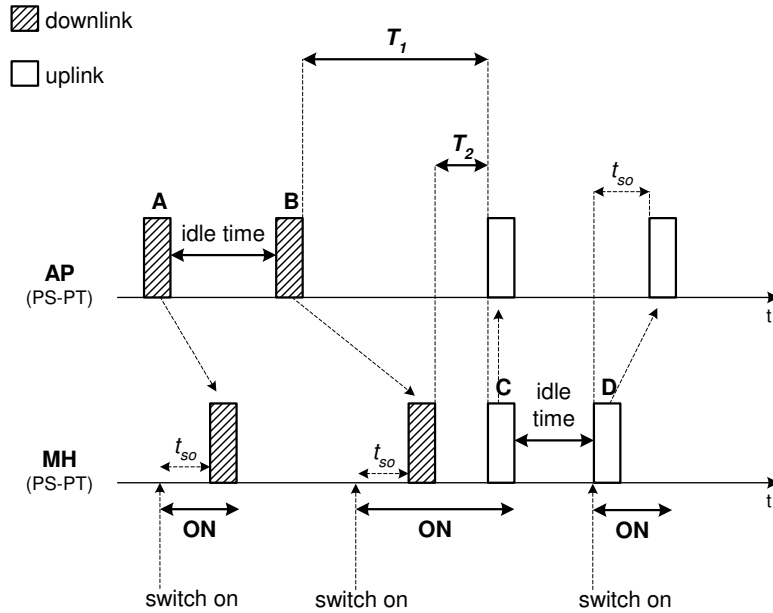 downlink
uplink
T1
T2
tso
A
B
idle time
AP
(PS-PT)
t
C
idle
time
D
tso
tso
MH
(PS-PT)
t
ON
ON
ON
switch on
switch on
switch on